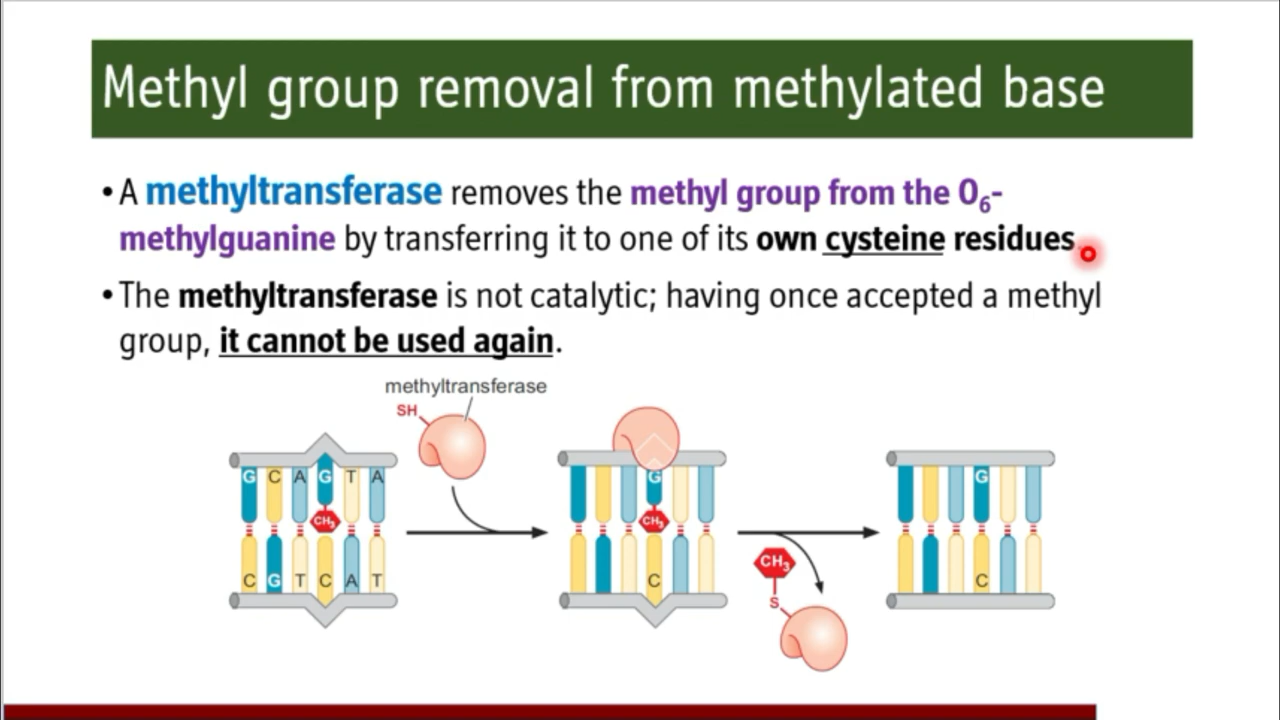 Methyl group removal from methylated base
• A methyltransferase removes the methyl group from the O₆-
methylguanine by transferring it to one of its own cysteine residues.
• The methyltransferase is not catalytic; having once accepted a methyl
group, it cannot be used again.
methyltransferase
SH
G C A G T A
CH₃
C G T C A T
G
CH₃
C
CH₃
S
G
C